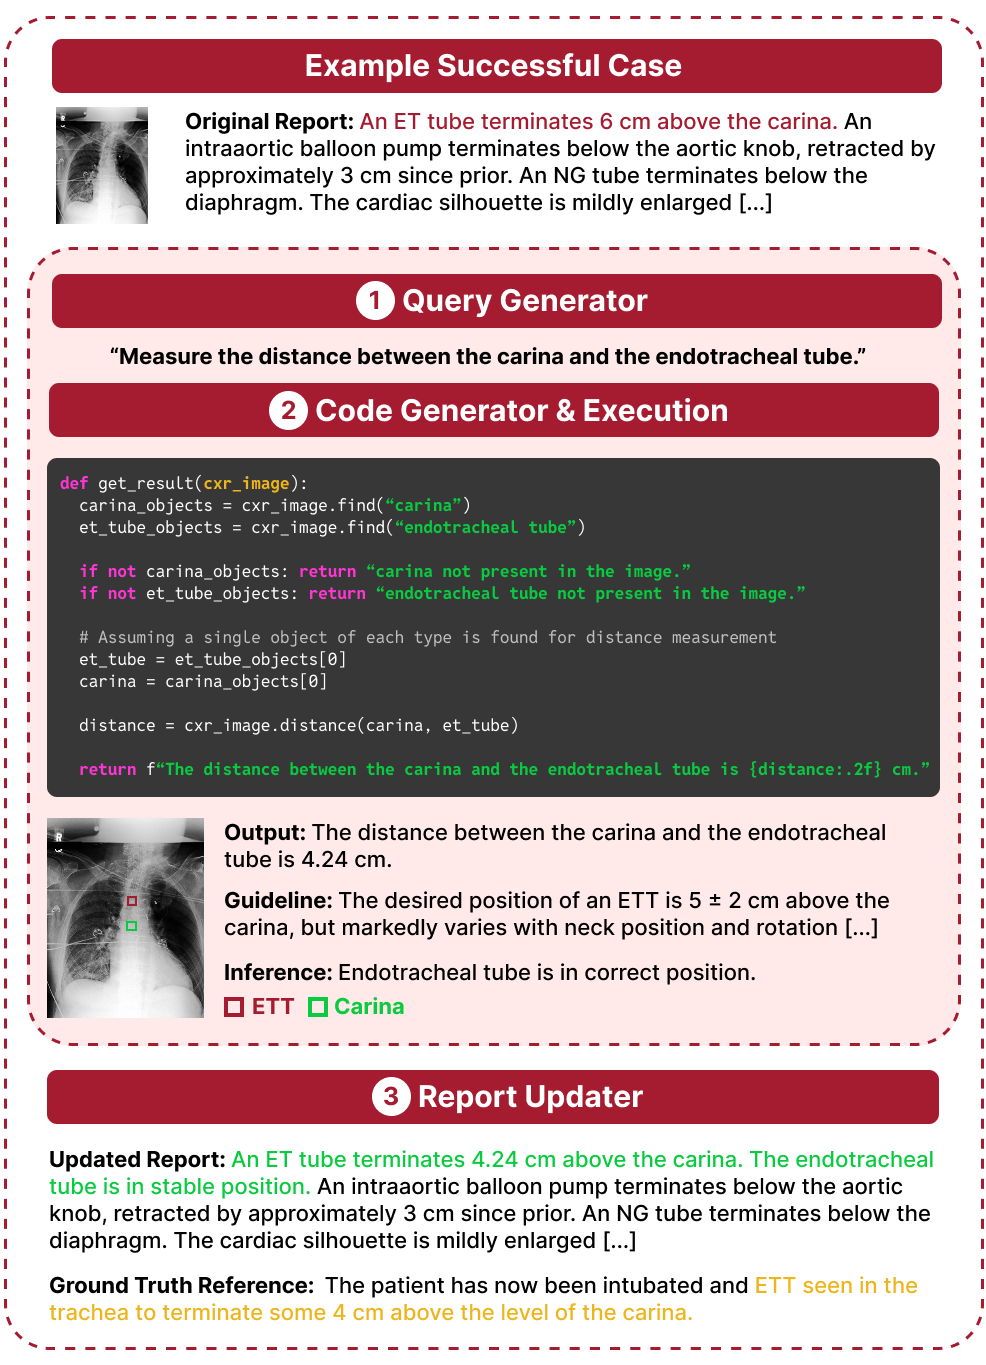 Example Successful Case
Original Report: An ET tube terminates 6 cm above the carina. An
intraaortic balloon pump terminates below the aortic knob, retracted by
approximately 3 cm since prior. An NG tube terminates below the
diaphragm. The cardiac silhouette is mildly enlarged [...]
1 Query Generator
“Measure the distance between the carina and the endotracheal tube.”
2 Code Generator & Execution
def get_result(cxr_image):
  carina_objects = cxr_image.find(“carina”)
  et_tube_objects = cxr_image.find(“endotracheal tube”)
  if not carina_objects: return “carina not present in the image.”
  if not et_tube_objects: return “endotracheal tube not present in the image.”
  # Assuming a single object of each type is found for distance measurement
  et_tube = et_tube_objects[0]
  carina = carina_objects[0]
  distance = cxr_image.distance(carina, et_tube)
  return f“The distance between the carina and the endotracheal tube is {distance:.2f} cm.”
R
Output: The distance between the carina and the endotracheal
tube is 4.24 cm.
Guideline: The desired position of an ETT is 5 ± 2 cm above the
carina, but markedly varies with neck position and rotation [...]
Inference: Endotracheal tube is in correct position.
ETT Carina
3 Report Updater
Updated Report: An ET tube terminates 4.24 cm above the carina. The endotracheal
tube is in stable position. An intraaortic balloon pump terminates below the aortic
knob, retracted by approximately 3 cm since prior. An NG tube terminates below the
diaphragm. The cardiac silhouette is mildly enlarged [...]
Ground Truth Reference: The patient has now been intubated and ETT seen in the
trachea to terminate some 4 cm above the level of the carina.